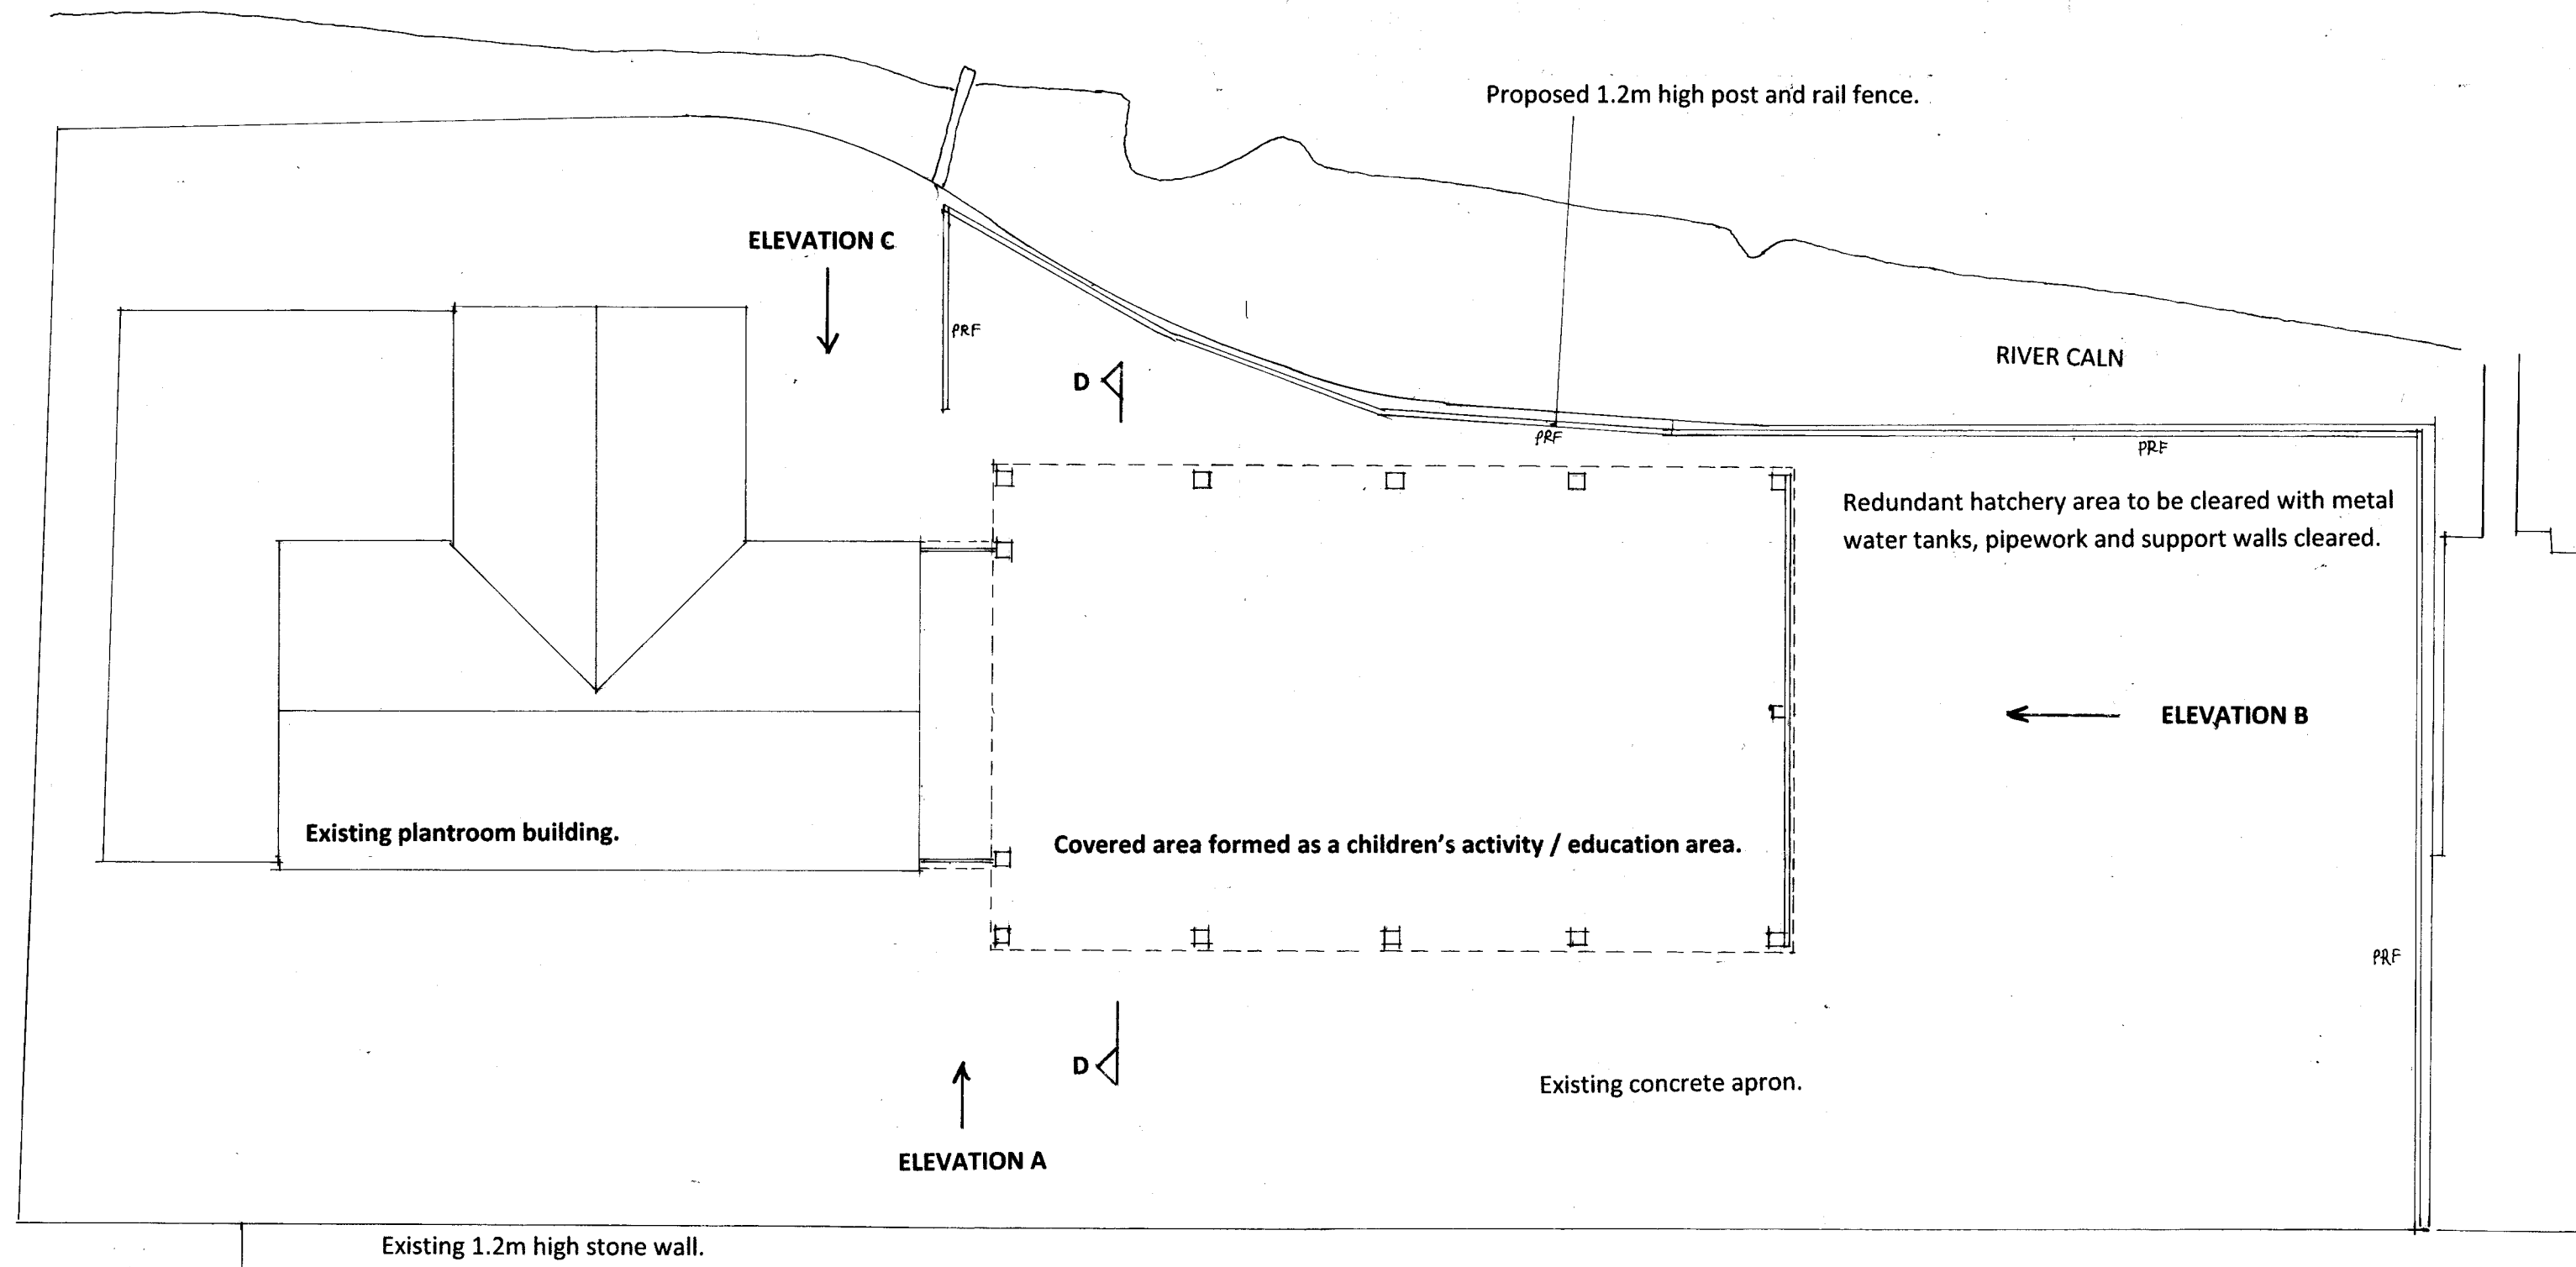 Proposed 1.2m high post and rail fence.
ELEVATION C
PRF
D
RIVER CALN
PRF
PRF
Redundant hatchery area to be cleared with metal
water tanks, pipework and support walls cleared.
ELEVATION B
Existing plantroom building.
Covered area formed as a children's activity / education area.
PRF
D
Existing concrete apron.
ELEVATION A
Existing 1.2m high stone wall.